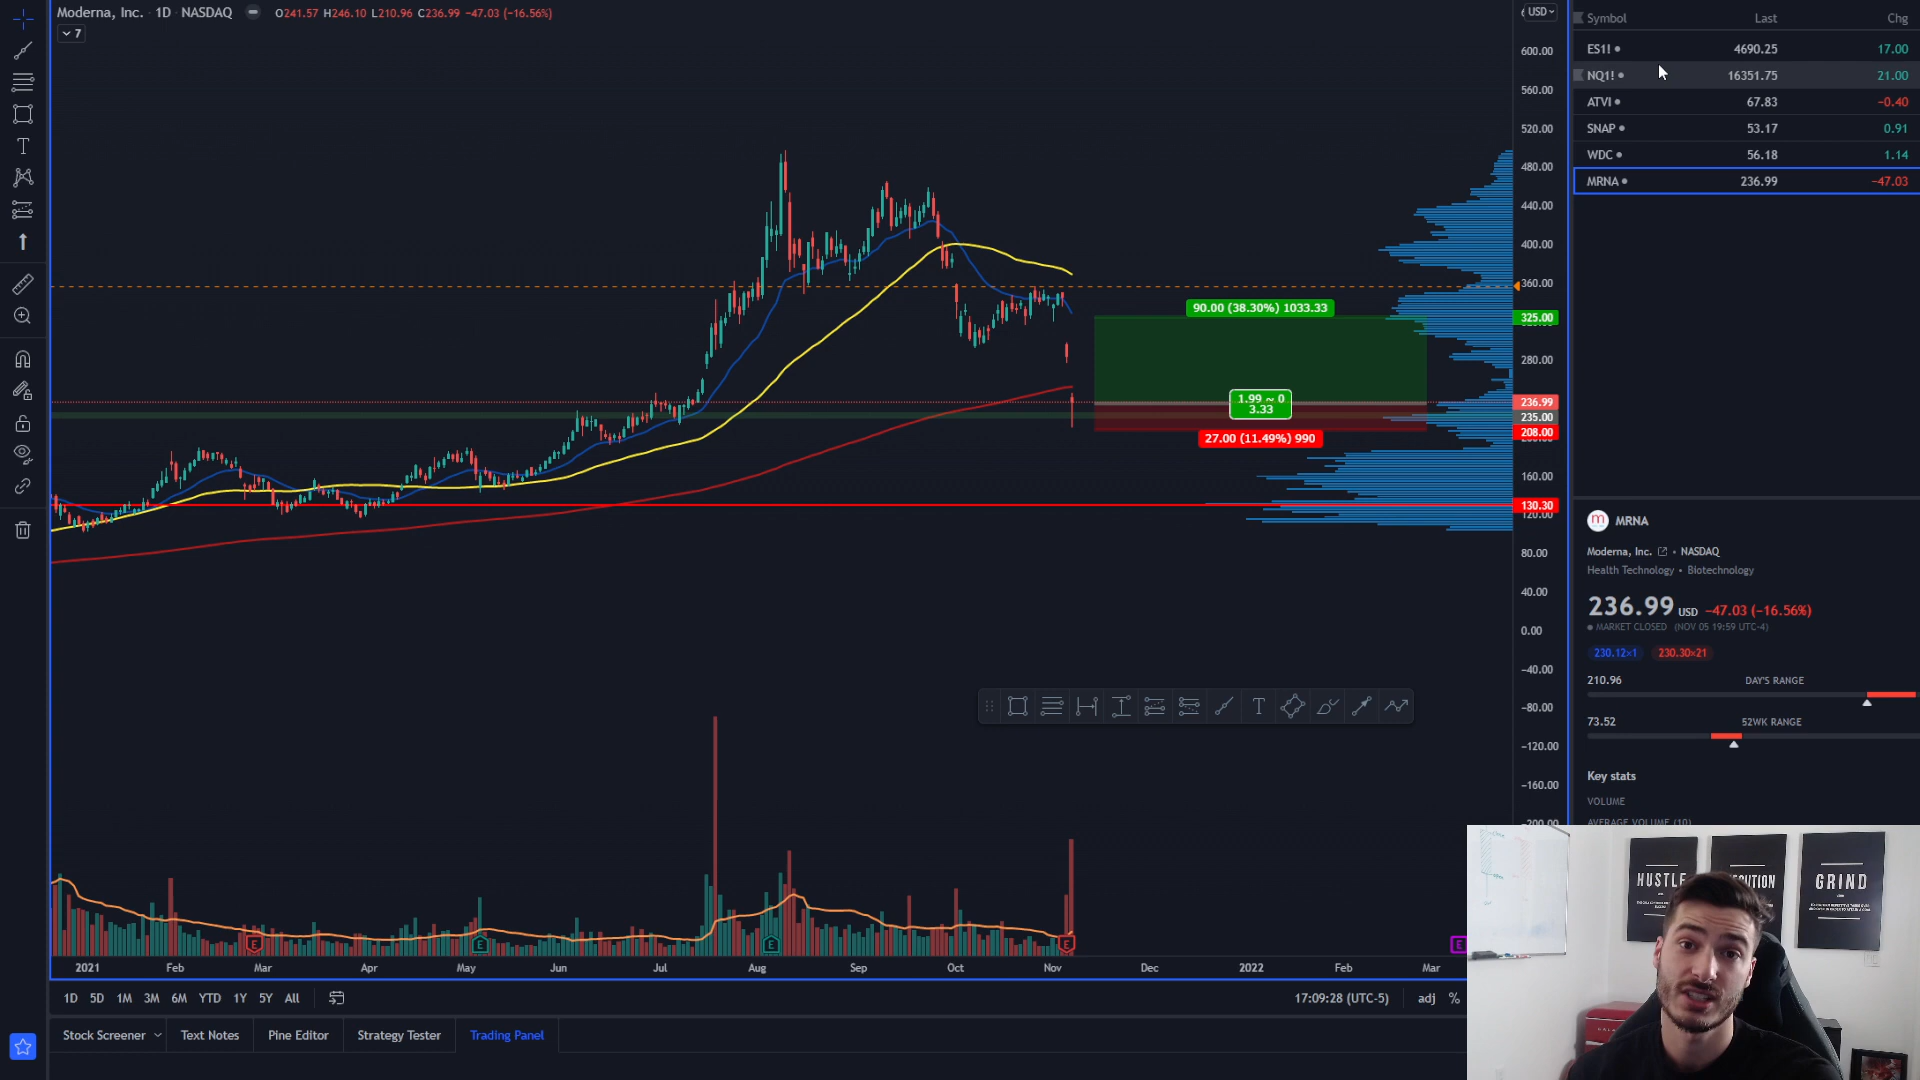 Moderna, Inc. · 1D · NASDAQ O241.57 H246.10 L210.96 C236.99 -47.03 (-16.56%)
7
USD
600.00
560.00
520.00
480.00
440.00
400.00
360.00
325.00
280.00
236.99
235.00
208.00
160.00
130.30
120.00
80.00
40.00
0.00
-40.00
-80.00
-120.00
-160.00
-200.00
90.00 (38.30%) 1033.33
1.99 ~ 0
3.33
27.00 (11.49%) 990
E E E E E
2021 Feb Mar Apr May Jun Jul Aug Sep Oct Nov Dec 2022 Feb Mar
1D 5D 1M 3M 6M YTD 1Y 5Y All
17:09:28 (UTC-5) adj %
Stock Screener Text Notes Pine Editor Strategy Tester Trading Panel
Symbol Last Chg
ES1! 4690.25 17.00
NQ1! 16351.75 21.00
ATVI 67.83 −0.40
SNAP 53.17 0.91
WDC 56.18 1.14
MRNA 236.99 −47.03
m MRNA
Moderna, Inc. • NASDAQ
Health Technology • Biotechnology
236.99 USD −47.03 (−16.56%)
MARKET CLOSED (NOV 05 19:59 UTC-4)
230.12×1 230.30×21
210.96 DAY'S RANGE
73.52 52WK RANGE
Key stats
VOLUME
AVERAGE VOLUME (10)
HUSTLE
GRIND